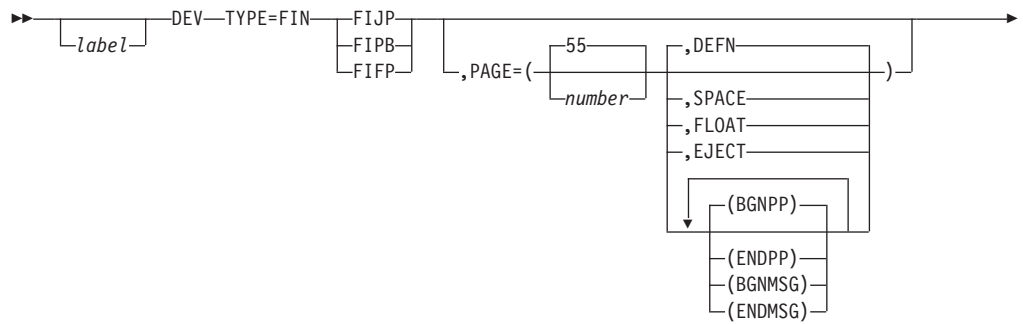 DEV TYPE=FIN FIJP 55 ,DEFN
label FIPB ,PAGE=( )
FIFP number ,SPACE
,FLOAT
,EJECT
(BGNPP)
(ENDPP)
(BGNMSG)
(ENDMSG)